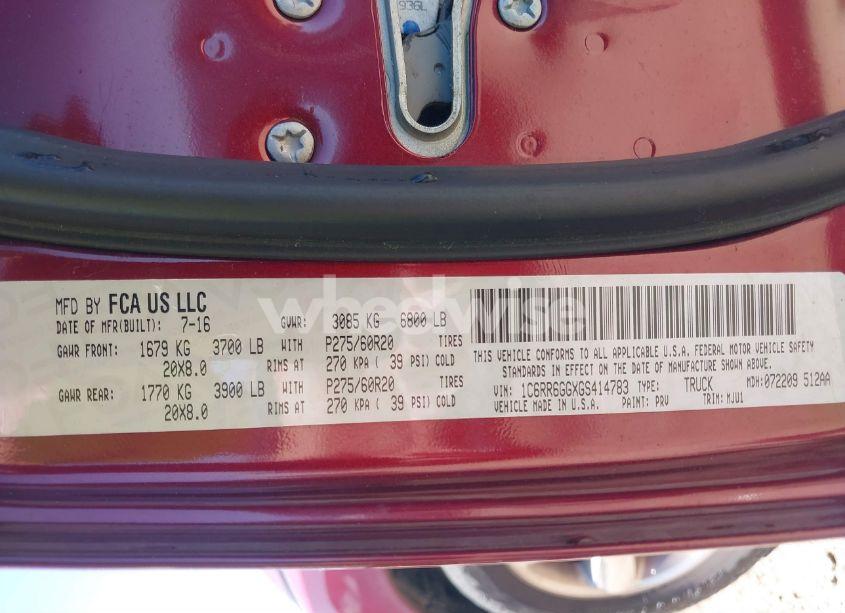 936L
MFD BY FCA US LLC
DATE OF MFR(BUILT): 7-16 GVWR: 3085 KG 6800 LB
GAWR FRONT: 1679 KG 3700 LB WITH P275/60R20 TIRES
20X8.0 RIMS AT 270 KPA ( 39 PSI) COLD
GAWR REAR: 1770 KG 3900 LB WITH P275/60R20 TIRES
20X8.0 RIMS AT 270 KPA ( 39 PSI) COLD
THIS VEHICLE CONFORMS TO ALL APPLICABLE U.S.A. FEDERAL MOTOR VEHICLE SAFETY
STANDARDS IN EFFECT ON THE DATE OF MANUFACTURE SHOWN ABOVE.
VIN: 1C6RR6GGXGS414783 TYPE: TRUCK MDH: 072209 512AA
VEHICLE MADE IN U.S.A. PAINT: PRV TRIM: MJU1
wheelwise